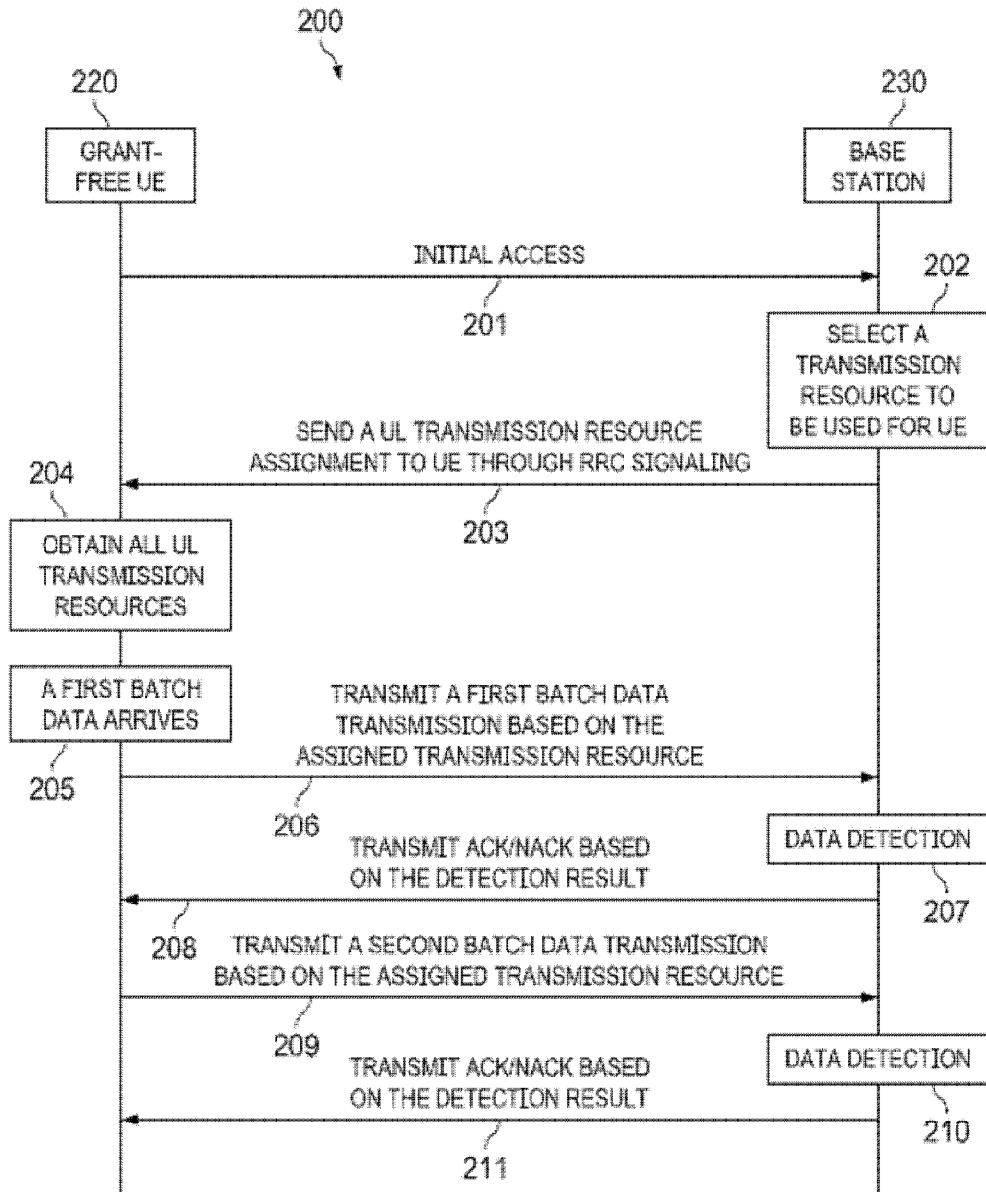 200
220
230
GRANT-
FREE UE
BASE
STATION
INITIAL ACCESS
201
202
SELECT A
TRANSMISSION
RESOURCE TO
BE USED FOR UE
SEND A UL TRANSMISSION RESOURCE
ASSIGNMENT TO UE THROUGH RRC SIGNALING
203
204
OBTAIN ALL UL
TRANSMISSION
RESOURCES
A FIRST BATCH
DATA ARRIVES
205
TRANSMIT A FIRST BATCH DATA
TRANSMISSION BASED ON THE
ASSIGNED TRANSMISSION RESOURCE
206
DATA DETECTION
207
TRANSMIT ACK/NACK BASED
ON THE DETECTION RESULT
208
TRANSMIT A SECOND BATCH DATA TRANSMISSION
BASED ON THE ASSIGNED TRANSMISSION RESOURCE
209
DATA DETECTION
210
TRANSMIT ACK/NACK BASED
ON THE DETECTION RESULT
211